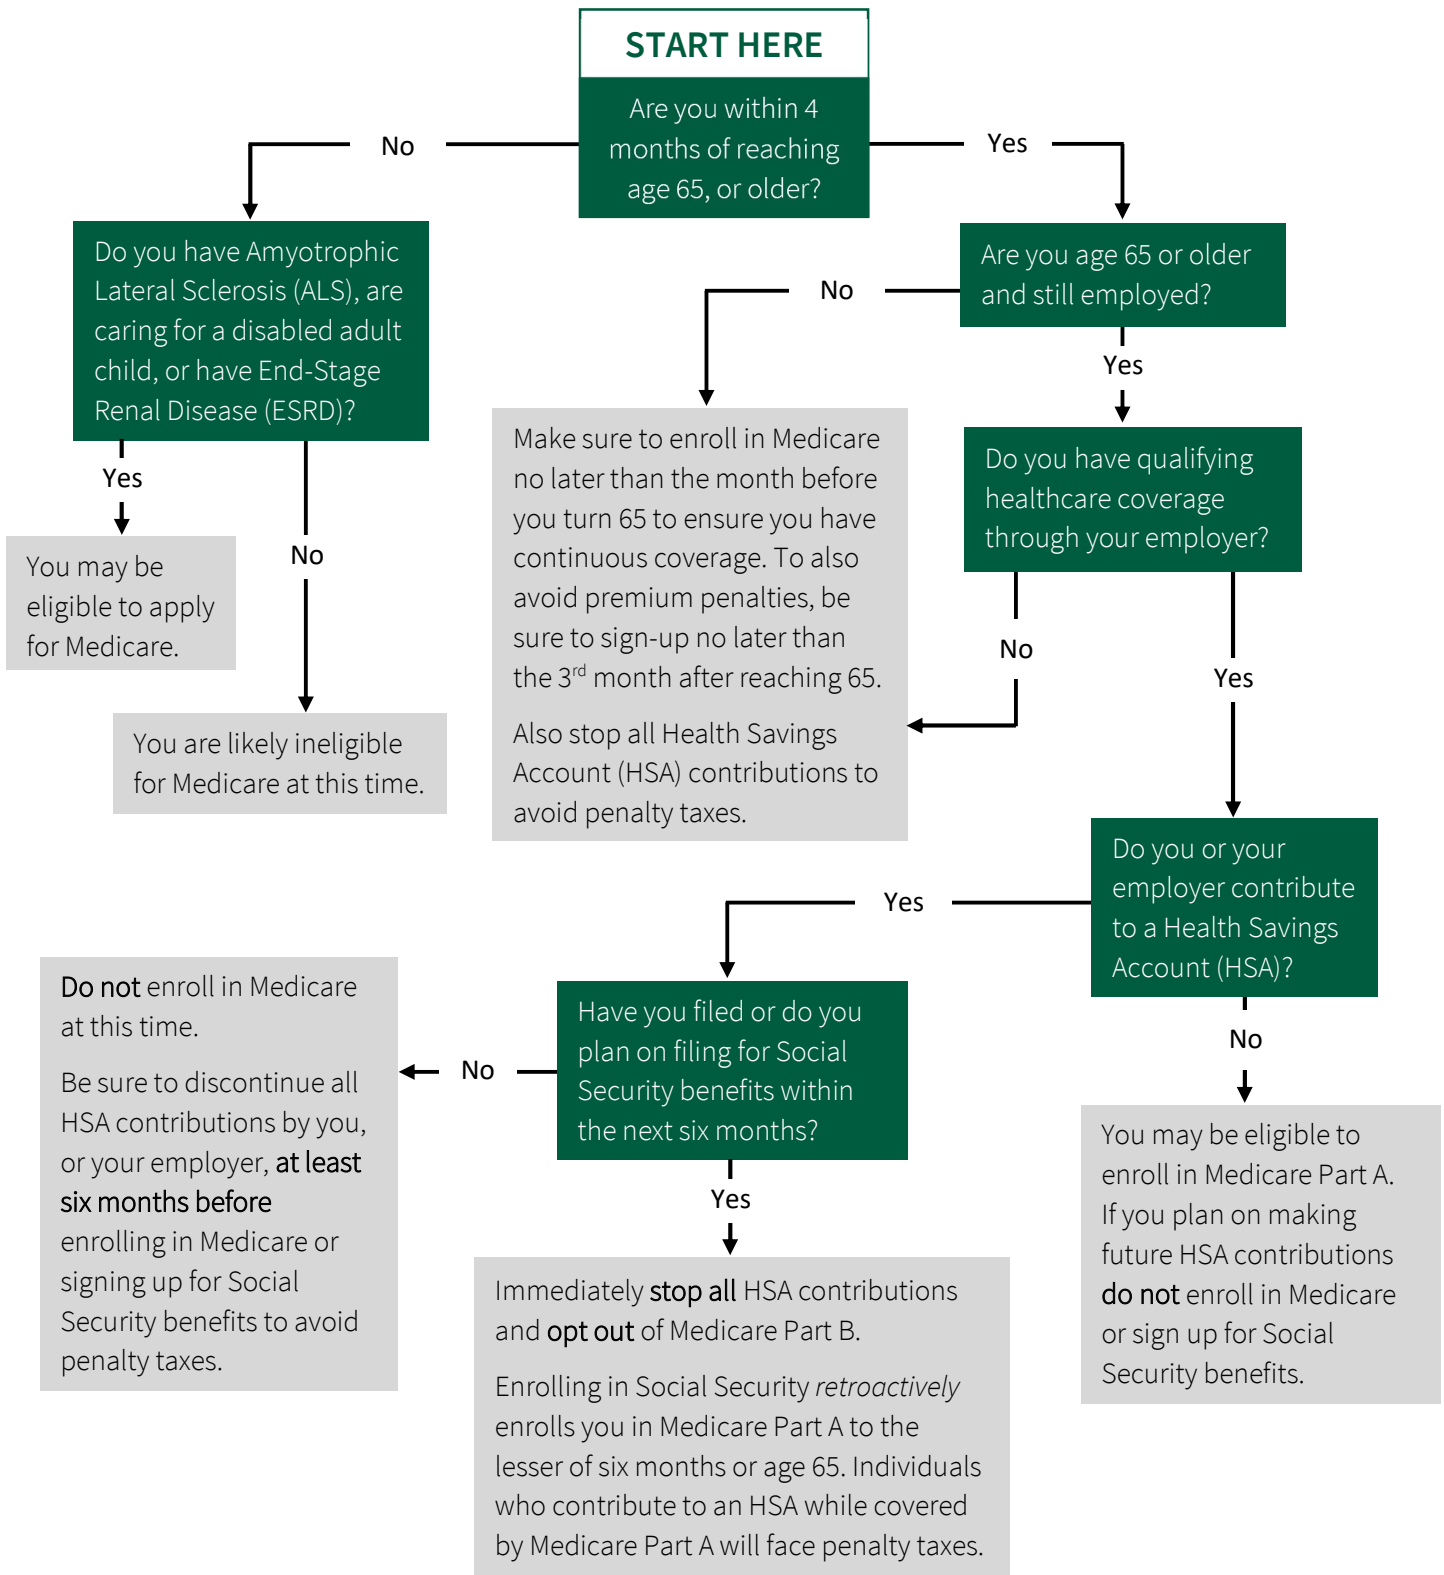 START HERE
Are you within 4
months of reaching
age 65, or older?
No
Yes
Do you have Amyotrophic
Lateral Sclerosis (ALS), are
caring for a disabled adult
child, or have End-Stage
Renal Disease (ESRD)?
Are you age 65 or older
and still employed?
No
Yes
Yes
No
You may be
eligible to apply
for Medicare.
You are likely ineligible
for Medicare at this time.
Make sure to enroll in Medicare
no later than the month before
you turn 65 to ensure you have
continuous coverage. To also
avoid premium penalties, be
sure to sign-up no later than
the 3rd month after reaching 65.
Also stop all Health Savings
Account (HSA) contributions to
avoid penalty taxes.
Do you have qualifying
healthcare coverage
through your employer?
No
Yes
Do you or your
employer contribute
to a Health Savings
Account (HSA)?
Yes
No
Have you filed or do you
plan on filing for Social
Security benefits within
the next six months?
No
Yes
Do not enroll in Medicare
at this time.
Be sure to discontinue all
HSA contributions by you,
or your employer, at least
six months before
enrolling in Medicare or
signing up for Social
Security benefits to avoid
penalty taxes.
Immediately stop all HSA contributions
and opt out of Medicare Part B.
Enrolling in Social Security retroactively
enrolls you in Medicare Part A to the
lesser of six months or age 65. Individuals
who contribute to an HSA while covered
by Medicare Part A will face penalty taxes.
You may be eligible to
enroll in Medicare Part A.
If you plan on making
future HSA contributions
do not enroll in Medicare
or sign up for Social
Security benefits.